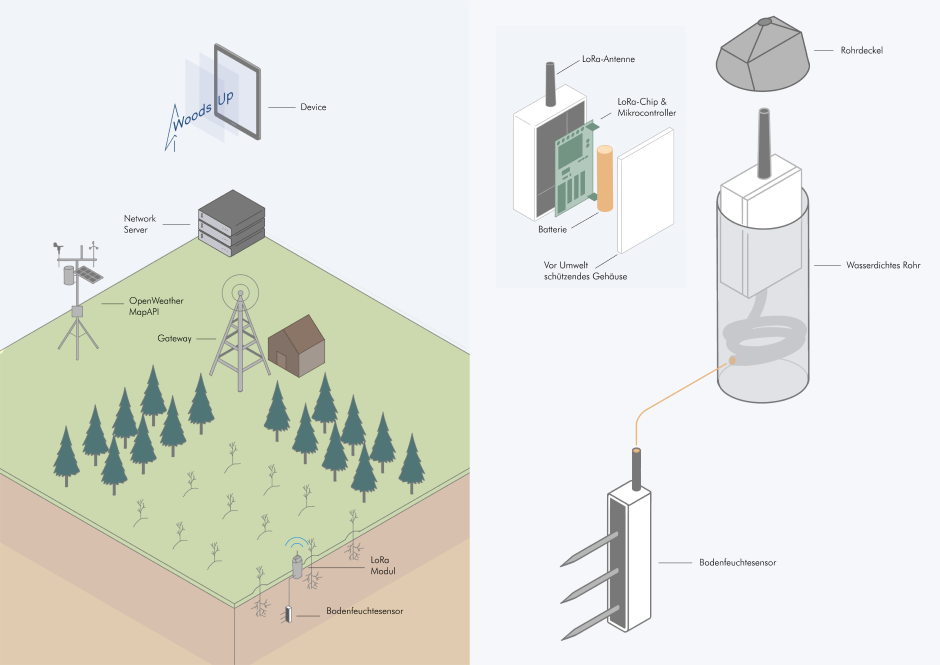 Woods Up
Device
Network
Server
OpenWeather
MapAPI
Gateway
LoRa
Modul
Bodenfeuchtesensor
LoRa-Antenne
LoRa-Chip &
Mikrocontroller
Batterie
Vor Umwelt
schützendes Gehäuse
Rohrdeckel
Wasserdichtes Rohr
Bodenfeuchtesensor